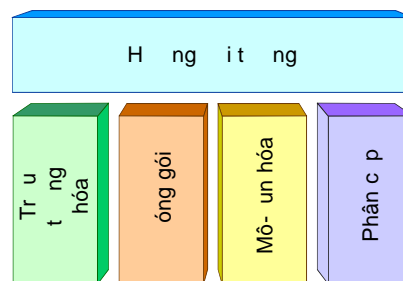 H ng i t ng
Tr u
t ng
hóa
óng gói
Mô- un hóa
Phân c p